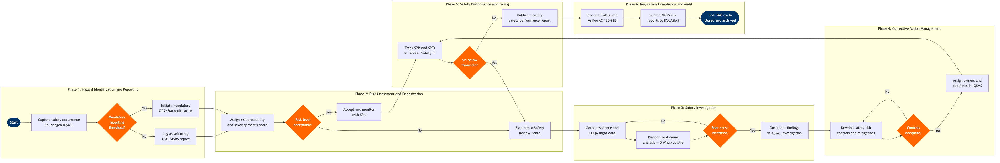 Phase 1: Hazard Identification and Reporting
Start
Capture safety occurrence
in Ideagen IQSMS
Mandatory
reporting
threshold?
Yes
No
Initiate mandatory
ODA/FAA notification
Log as voluntary
ASAP/ASRS report
Phase 2: Risk Assessment and Prioritization
Assign risk probability
and severity matrix score
Risk level
acceptable?
Yes
No
Accept and monitor
with SPIs
Escalate to Safety
Review Board
Phase 5: Safety Performance Monitoring
Track SPIs and SPTs
in Tableau Safety BI
SPI below
threshold?
No
Yes
Publish monthly
safety performance report
Phase 6: Regulatory Compliance and Audit
Conduct SMS audit
vs FAA AC 120-92B
Submit MOR/SDR
reports to FAA ASIAS
End: SMS cycle
closed and archived
Phase 3: Safety Investigation
Gather evidence and
FOQA flight data
Perform root cause
analysis — 5 Whys/bowtie
No
Root cause
identified?
Yes
Document findings
in IQSMS investigation
Phase 4: Corrective Action Management
Develop safety risk
controls and mitigations
No
Controls
adequate?
Yes
Assign owners and
deadlines in IQSMS